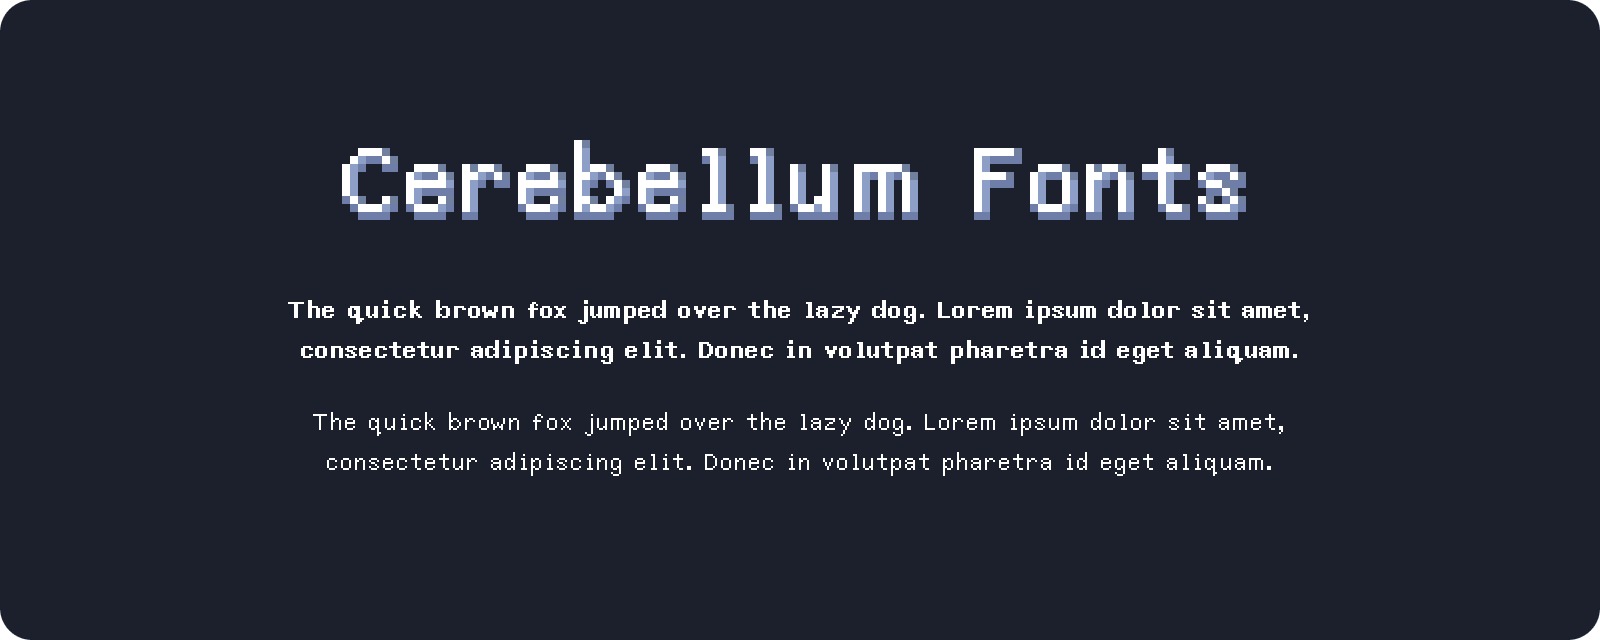 Cerebellum Fonts
The quick brown fox jumped over the lazy dog. Lorem ipsum dolor sit amet,
consectetur adipiscing elit. Donec in volutpat pharetra id eget aliquam.
The quick brown fox jumped over the lazy dog. Lorem ipsum dolor sit amet,
consectetur adipiscing elit. Donec in volutpat pharetra id eget aliquam.